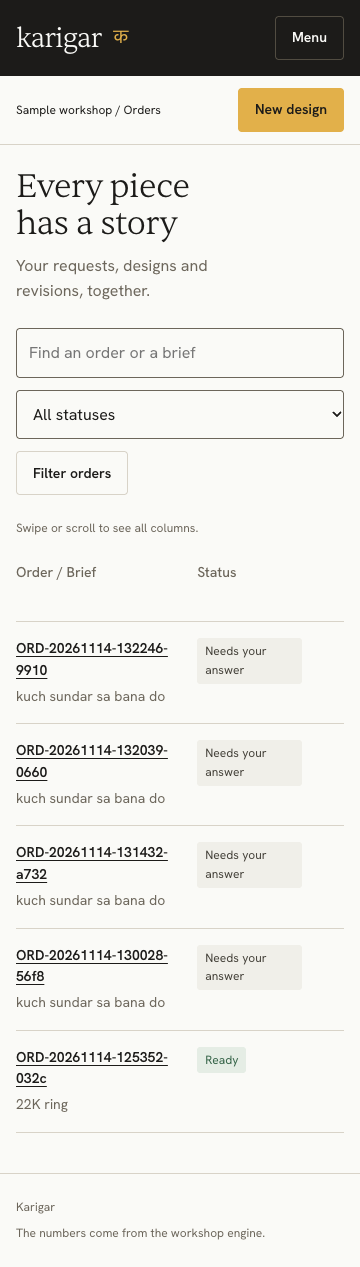 karigar क
Menu
Sample workshop / Orders
New design
Every piece
has a story
Your requests, designs and
revisions, together.
Find an order or a brief
All statuses
Filter orders
Swipe or scroll to see all columns.
Order / Brief
Status
ORD-20261114-132246-
9910
kuch sundar sa bana do
Needs your
answer
ORD-20261114-132039-
0660
kuch sundar sa bana do
Needs your
answer
ORD-20261114-131432-
a732
kuch sundar sa bana do
Needs your
answer
ORD-20261114-130028-
56f8
kuch sundar sa bana do
Needs your
answer
ORD-20261114-125352-
032c
22K ring
Ready
Karigar
The numbers come from the workshop engine.